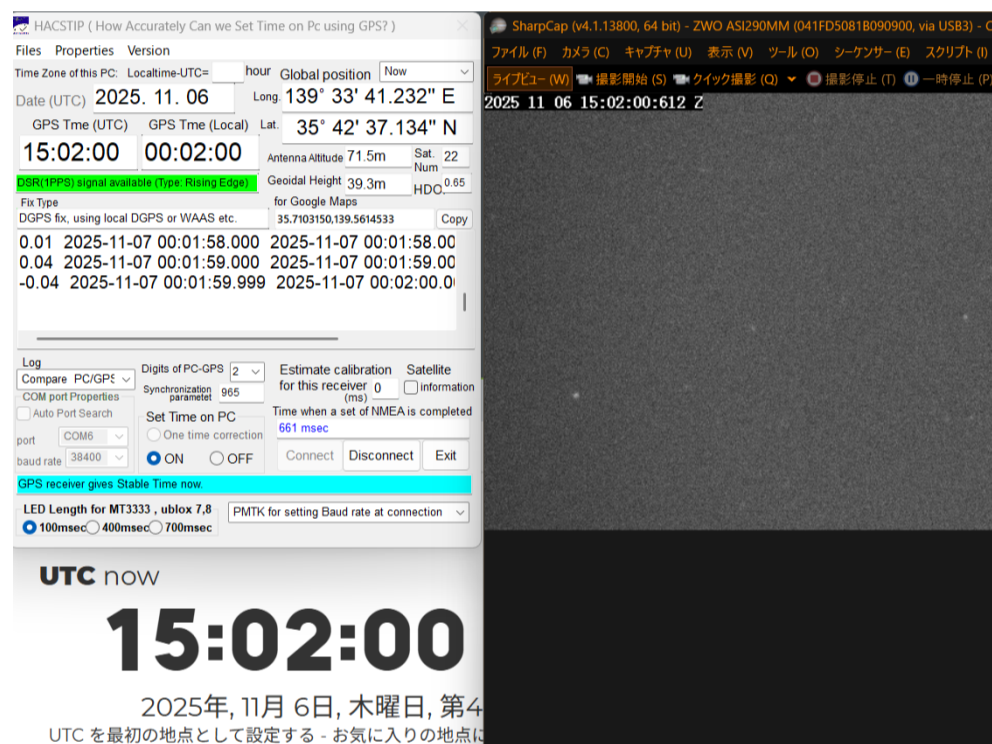 HACSTIP ( How Accurately Can we Set Time on Pc using GPS? )
Files Properties Version
Time Zone of this PC: Localtime-UTC= hour
Global position Now
Date (UTC) 2025. 11. 06
Long. 139° 33' 41.232" E
GPS Tme (UTC) GPS Tme (Local)
Lat. 35° 42' 37.134" N
15:02:00 00:02:00
Antenna Altitude 71.5m Sat. Num 22
DSR(1PPS) signal available (Type: Rising Edge)
Geoidal Height 39.3m HDO. 0.65
Fix Type
for Google Maps
DGPS fix, using local DGPS or WAAS etc.
35.7103150,139.5614533 Copy
0.01 2025-11-07 00:01:58.000 2025-11-07 00:01:58.00
0.04 2025-11-07 00:01:59.000 2025-11-07 00:01:59.00
-0.04 2025-11-07 00:01:59.999 2025-11-07 00:02:00.0
Log
Compare PC/GPS
Digits of PC-GPS 2
Synchronization parametet 965
Estimate calibration for this receiver (ms) 0
Satellite information
COM port Properties
Auto Port Search
port COM6
baud rate 38400
Set Time on PC
One time correction
ON OFF
Time when a set of NMEA is completed
661 msec
Connect Disconnect Exit
GPS receiver gives Stable Time now.
LED Length for MT3333 , ublox 7,8
100msec 400msec 700msec
PMTK for setting Baud rate at connection
UTC now
15:02:00
2025年, 11月 6日, 木曜日, 第4
UTC を最初の地点として設定する - お気に入りの地点に
SharpCap (v4.1.13800, 64 bit) - ZWO ASI290MM (041FD5081B090900, via USB3) - C
ファイル (F) カメラ (C) キャプチャ (U) 表示 (V) ツール (O) シーケンサー (E) スクリプト (I)
ライブビュー (W) 撮影開始 (S) クイック撮影 (Q) 撮影停止 (T) 一時停止 (P)
2025 11 06 15:02:00:612 Z